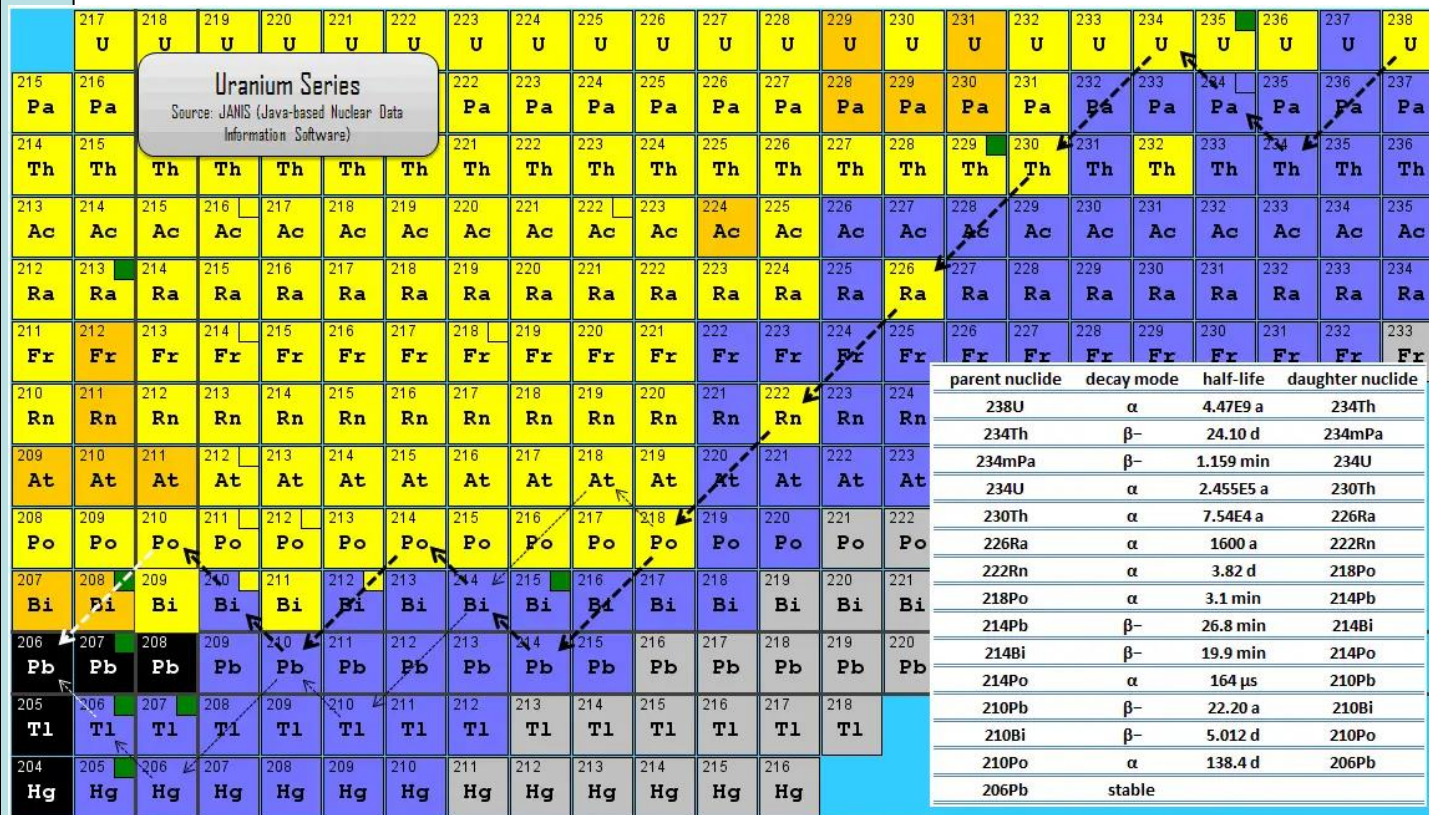 217 218 219 220 221 222 223 224 225 226 227 228 229 230 231 232 233 234 235 236 237 238
U U U U U U U U U U U U U U U U U U U U U U
Uranium Series
Source: JANIS (Java-based Nuclear Data
Information Software)
215 216 222 223 224 225 226 227 228 229 230 231 232 233 234 235 236 237
Pa Pa Pa Pa Pa Pa Pa Pa Pa Pa Pa Pa Pa Pa Pa Pa Pa Pa
214 215 221 222 223 224 225 226 227 228 229 230 231 232 233 234 235 236
Th Th Th Th Th Th Th Th Th Th Th Th Th Th Th Th Th Th Th Th Th Th Th
213 214 215 216 217 218 219 220 221 222 223 224 225 226 227 228 229 230 231 232 233 234 235
Ac Ac Ac Ac Ac Ac Ac Ac Ac Ac Ac Ac Ac Ac Ac Ac Ac Ac Ac Ac Ac Ac Ac
212 213 214 215 216 217 218 219 220 221 222 223 224 225 226 227 228 229 230 231 232 233 234
Ra Ra Ra Ra Ra Ra Ra Ra Ra Ra Ra Ra Ra Ra Ra Ra Ra Ra Ra Ra Ra Ra Ra
211 212 213 214 215 216 217 218 219 220 221 222 223 224 225 226 227 228 229 230 231 232 233
Fr Fr Fr Fr Fr Fr Fr Fr Fr Fr Fr Fr Fr Fr Fr Fr Fr Fr Fr Fr Fr Fr Fr
210 211 212 213 214 215 216 217 218 219 220 221 222 223 224
Rn Rn Rn Rn Rn Rn Rn Rn Rn Rn Rn Rn Rn Rn Rn
209 210 211 212 213 214 215 216 217 218 219 220 221 222 223
At At At At At At At At At At At At At At At
208 209 210 211 212 213 214 215 216 217 218 219 220 221 222
Po Po Po Po Po Po Po Po Po Po Po Po Po Po Po
207 208 209 210 211 212 213 214 215 216 217 218 219 220 221
Bi Bi Bi Bi Bi Bi Bi Bi Bi Bi Bi Bi Bi Bi Bi
206 207 208 209 210 211 212 213 214 215 216 217 218 219 220
Pb Pb Pb Pb Pb Pb Pb Pb Pb Pb Pb Pb Pb Pb Pb
205 206 207 208 209 210 211 212 213 214 215 216 217 218
Tl Tl Tl Tl Tl Tl Tl Tl Tl Tl Tl Tl Tl Tl
204 205 206 207 208 209 210 211 212 213 214 215 216
Hg Hg Hg Hg Hg Hg Hg Hg Hg Hg Hg Hg Hg
parent nuclide decay mode half-life daughter nuclide
238U α 4.47E9 a 234Th
234Th β− 24.10 d 234mPa
234mPa β− 1.159 min 234U
234U α 2.455E5 a 230Th
230Th α 7.54E4 a 226Ra
226Ra α 1600 a 222Rn
222Rn α 3.82 d 218Po
218Po α 3.1 min 214Pb
214Pb β− 26.8 min 214Bi
214Bi β− 19.9 min 214Po
214Po α 164 µs 210Pb
210Pb β− 22.20 a 210Bi
210Bi β− 5.012 d 210Po
210Po α 138.4 d 206Pb
206Pb stable